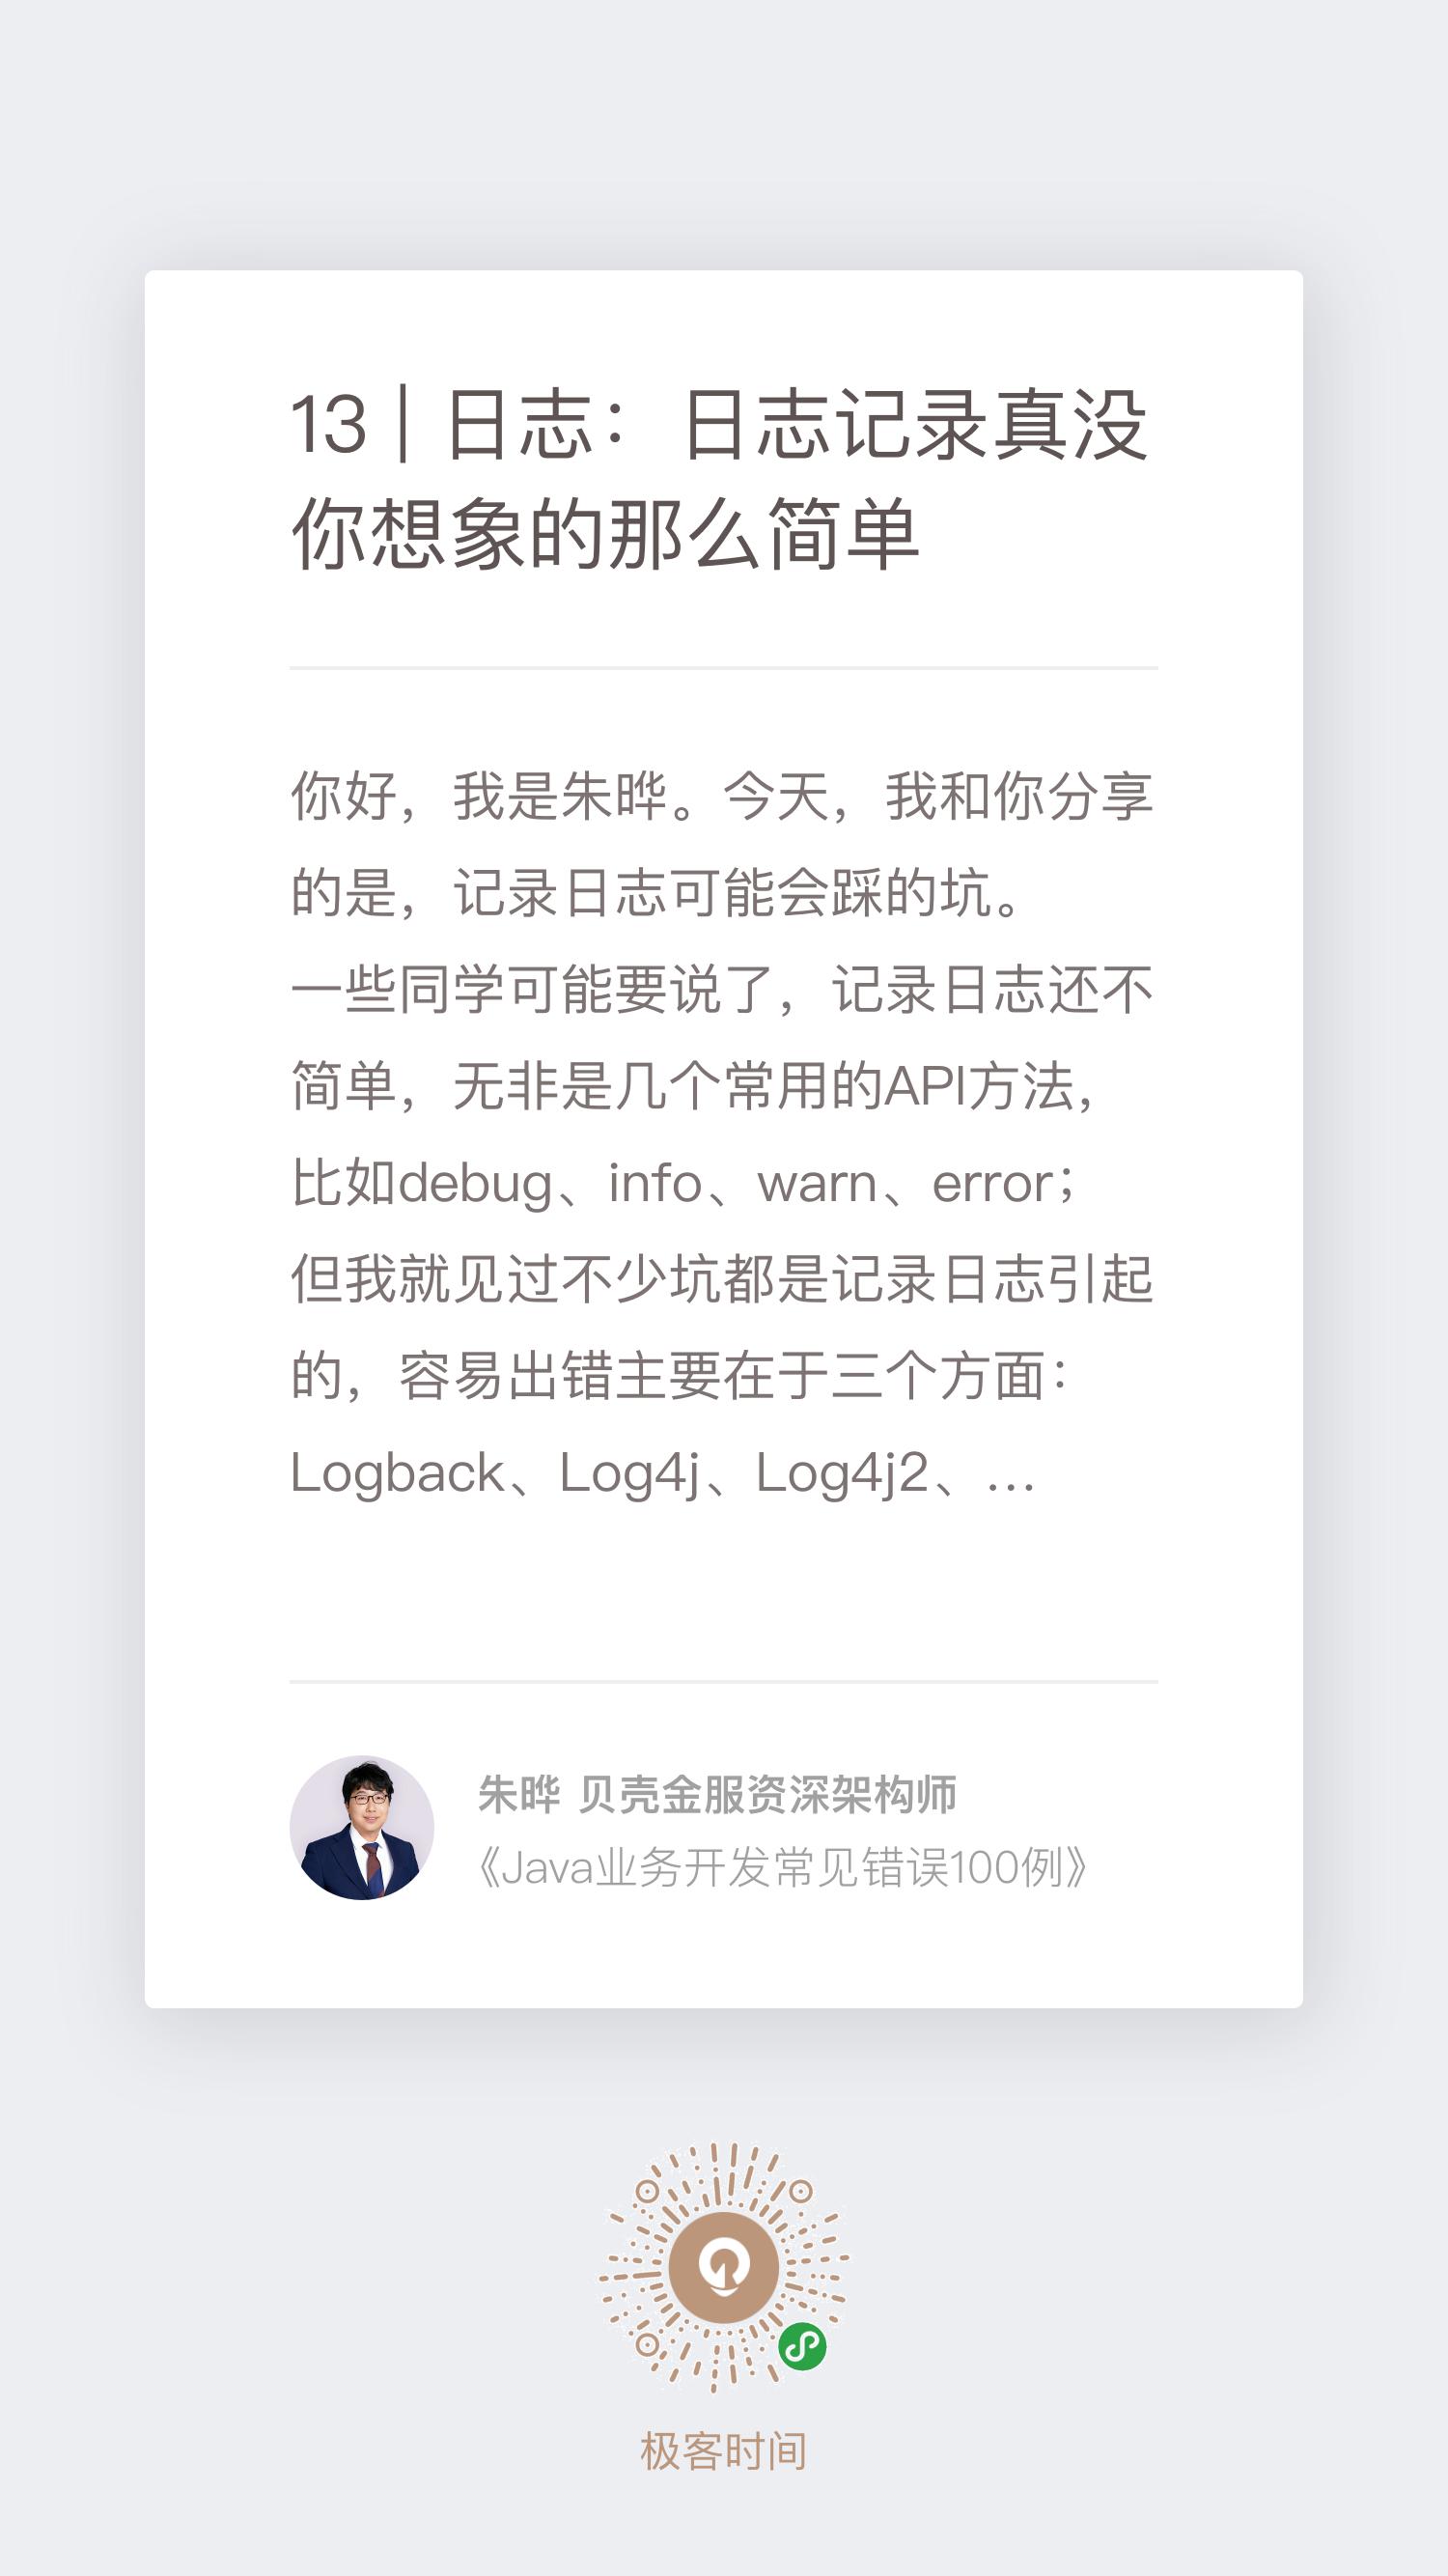 13 | 日志：日志记录真没
你想象的那么简单
你好，我是朱晔。今天，我和你分享
的是，记录日志可能会踩的坑。
一些同学可能要说了，记录日志还不
简单，无非是几个常用的API方法，
比如debug、info、warn、error；
但我就见过不少坑都是记录日志引起
的，容易出错主要在于三个方面：
Logback、Log4j、Log4j2、…
朱晔 贝壳金服资深架构师
《Java业务开发常见错误100例》
极客时间